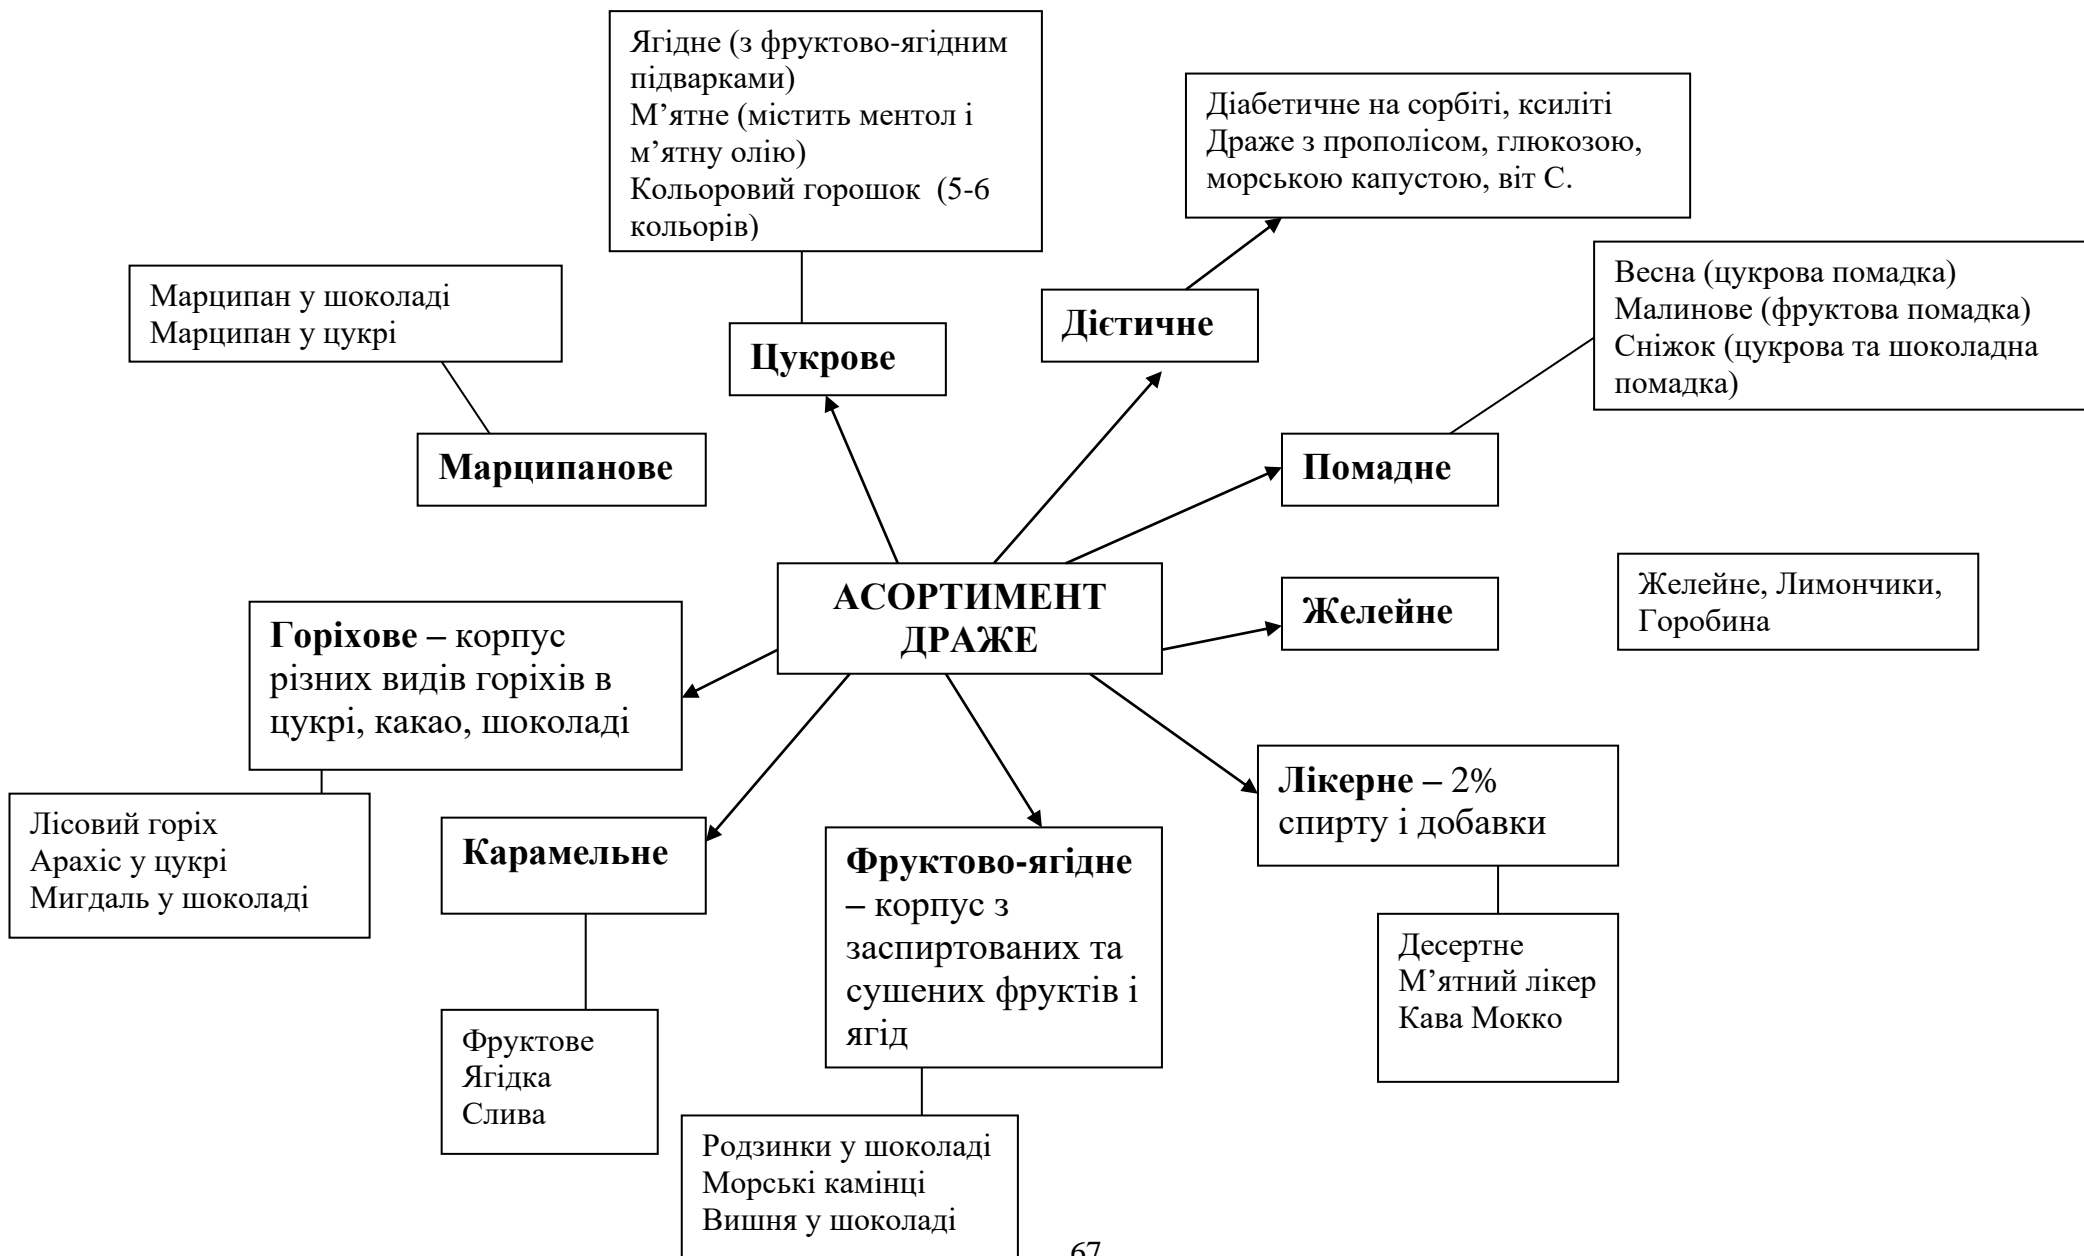 Ягідне (з фруктово-ягідним
підварками)
М’ятне (містить ментол і
м’ятну олію)
Кольоровий горошок  (5-6
кольорів)
Діабетичне на сорбіті, ксиліті
Драже з прополісом, глюкозою,
морською капустою, віт С.
Весна (цукрова помадка)
Малинове (фруктова помадка)
Сніжок (цукрова та шоколадна
помадка)
Марципан у шоколаді
Марципан у цукрі
Цукрове
Дієтичне
Марципанове
Помадне
АСОРТИМЕНТ
ДРАЖЕ
Желейне
Желейне, Лимончики,
Горобина
Горіхове – корпус
різних видів горіхів в
цукрі, какао, шоколаді
Лікерне – 2%
спирту і добавки
Лісовий горіх
Арахіс у цукрі
Мигдаль у шоколаді
Карамельне
Фруктово-ягідне
– корпус з
заспиртованих та
сушених фруктів і
ягід
Десертне
М’ятний лікер
Кава Мокко
Фруктове
Ягідка
Слива
Родзинки у шоколаді
Морські камінці
Вишня у шоколаді
67